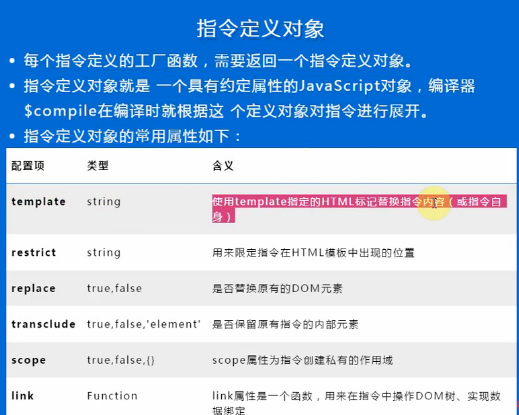 指令定义对象
每个指令定义的工厂函数，需要返回一个指令定义对象。
指令定义对象就是 一个具有约定属性的JavaScript对象，编译器
$compile在编译时就根据这 个定义对象对指令进行展开。
指令定义对象的常用属性如下：
配置项 类型 含义
template string 使用template指定的HTML标记替换指令内容（或指令自
身）
restrict string 用来限定指令在HTML模板中出现的位置
replace true,false 是否替换原有的DOM元素
transclude true,false,'element' 是否保留原有指令的内部元素
scope true,false,{} scope属性为指令创建私有的作用域
link Function link属性是一个函数，用来在指令中操作DOM树、实现数
据绑定